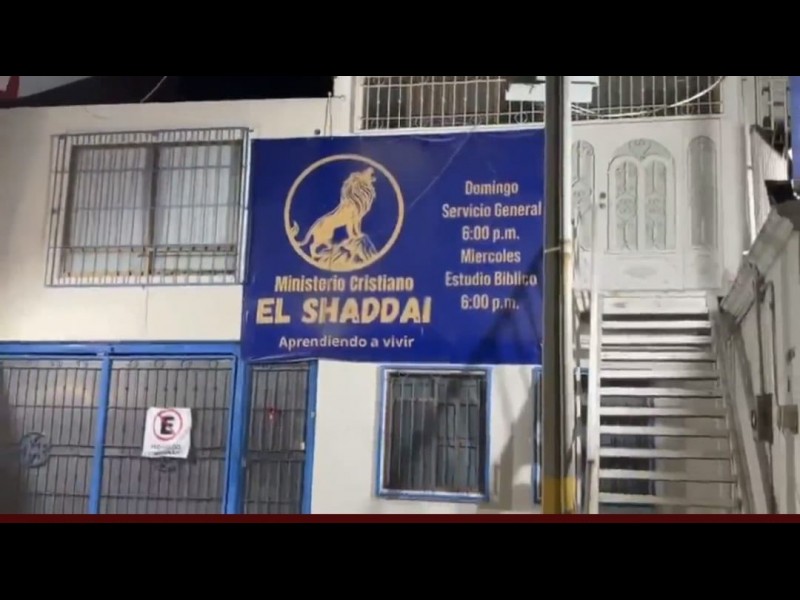 Ministerio Cristiano
EL SHADDAI
Aprendiendo a vivir
Domingo
Servicio General
6:00 p.m.
Miercoles
Estudio Biblico
6:00 p.m.
E